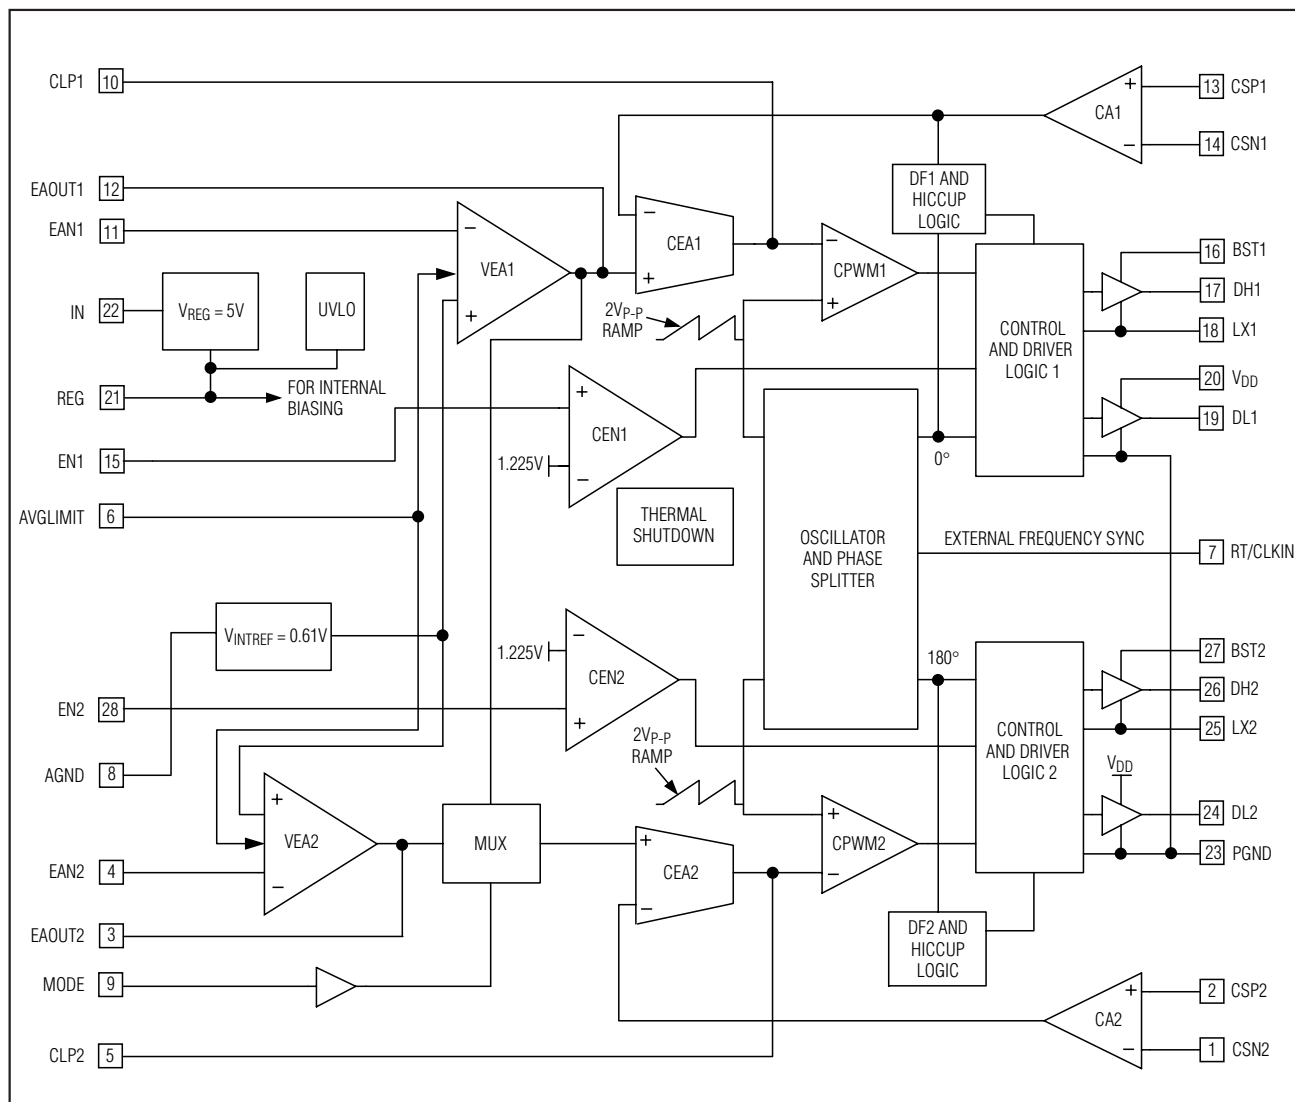 CLP1 10
13 CSP1
+
CA1
−
14 CSN1
EAOUT1 12
DF1 AND
HICCUP
LOGIC
EAN1 11
−
VEA1
+
−
CEA1
+
−
CPWM1
+
16 BST1
17 DH1
18 LX1
IN 22
VREG = 5V
UVLO
2VP-P
RAMP
CONTROL
AND DRIVER
LOGIC 1
REG 21
FOR INTERNAL
BIASING
20 VDD
19 DL1
EN1 15
+
CEN1
1.225V
−
0°
AVGLIMIT 6
THERMAL
SHUTDOWN
OSCILLATOR
AND PHASE
SPLITTER
EXTERNAL FREQUENCY SYNC
7 RT/CLKIN
VINTREF = 0.61V
1.225V
−
CEN2
+
180°
27 BST2
26 DH2
25 LX2
EN2 28
2VP-P
RAMP
CONTROL
AND DRIVER
LOGIC 2
VDD
AGND 8
+
VEA2
−
MUX
+
CEA2
−
+
CPWM2
−
24 DL2
23 PGND
EAN2 4
EAOUT2 3
DF2 AND
HICCUP
LOGIC
MODE 9
2 CSP2
+
CA2
−
1 CSN2
CLP2 5